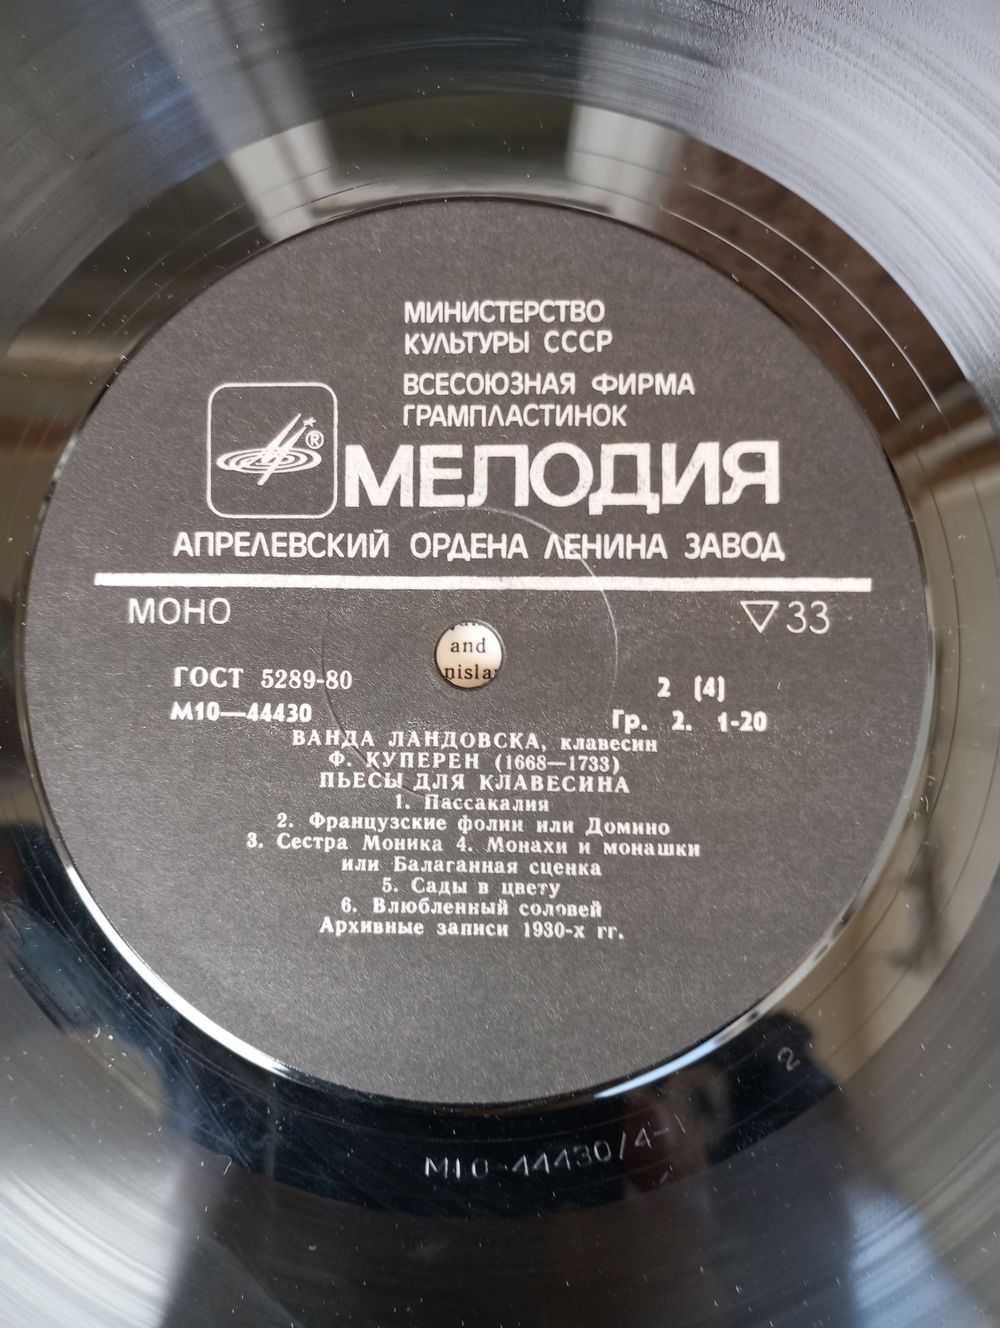 МИНИСТЕРСТВО
КУЛЬТУРЫ СССР
ВСЕСОЮЗНАЯ ФИРМА
ГРАМПЛАСТИНОК
®
МЕЛОДИЯ
АПРЕЛЕВСКИЙ ОРДЕНА ЛЕНИНА ЗАВОД
МОНО
33
and
ГОСТ 5289-80
2 (4)
М10—44430
Гр. 2. 1-20
ВАНДА ЛАНДОВСКА, клавесин
Ф. КУПЕРЕН (1668—1733)
ПЬЕСЫ ДЛЯ КЛАВЕСИНА
1. Пассакалия
2. Французские фолии или Домино
3. Сестра Моника 4. Монахи и монашки
или Балаганная сценка
5. Сады в цвету
6. Влюбленный соловей
Архивные записи 1930-х гг.
2
М10-44430/4-1